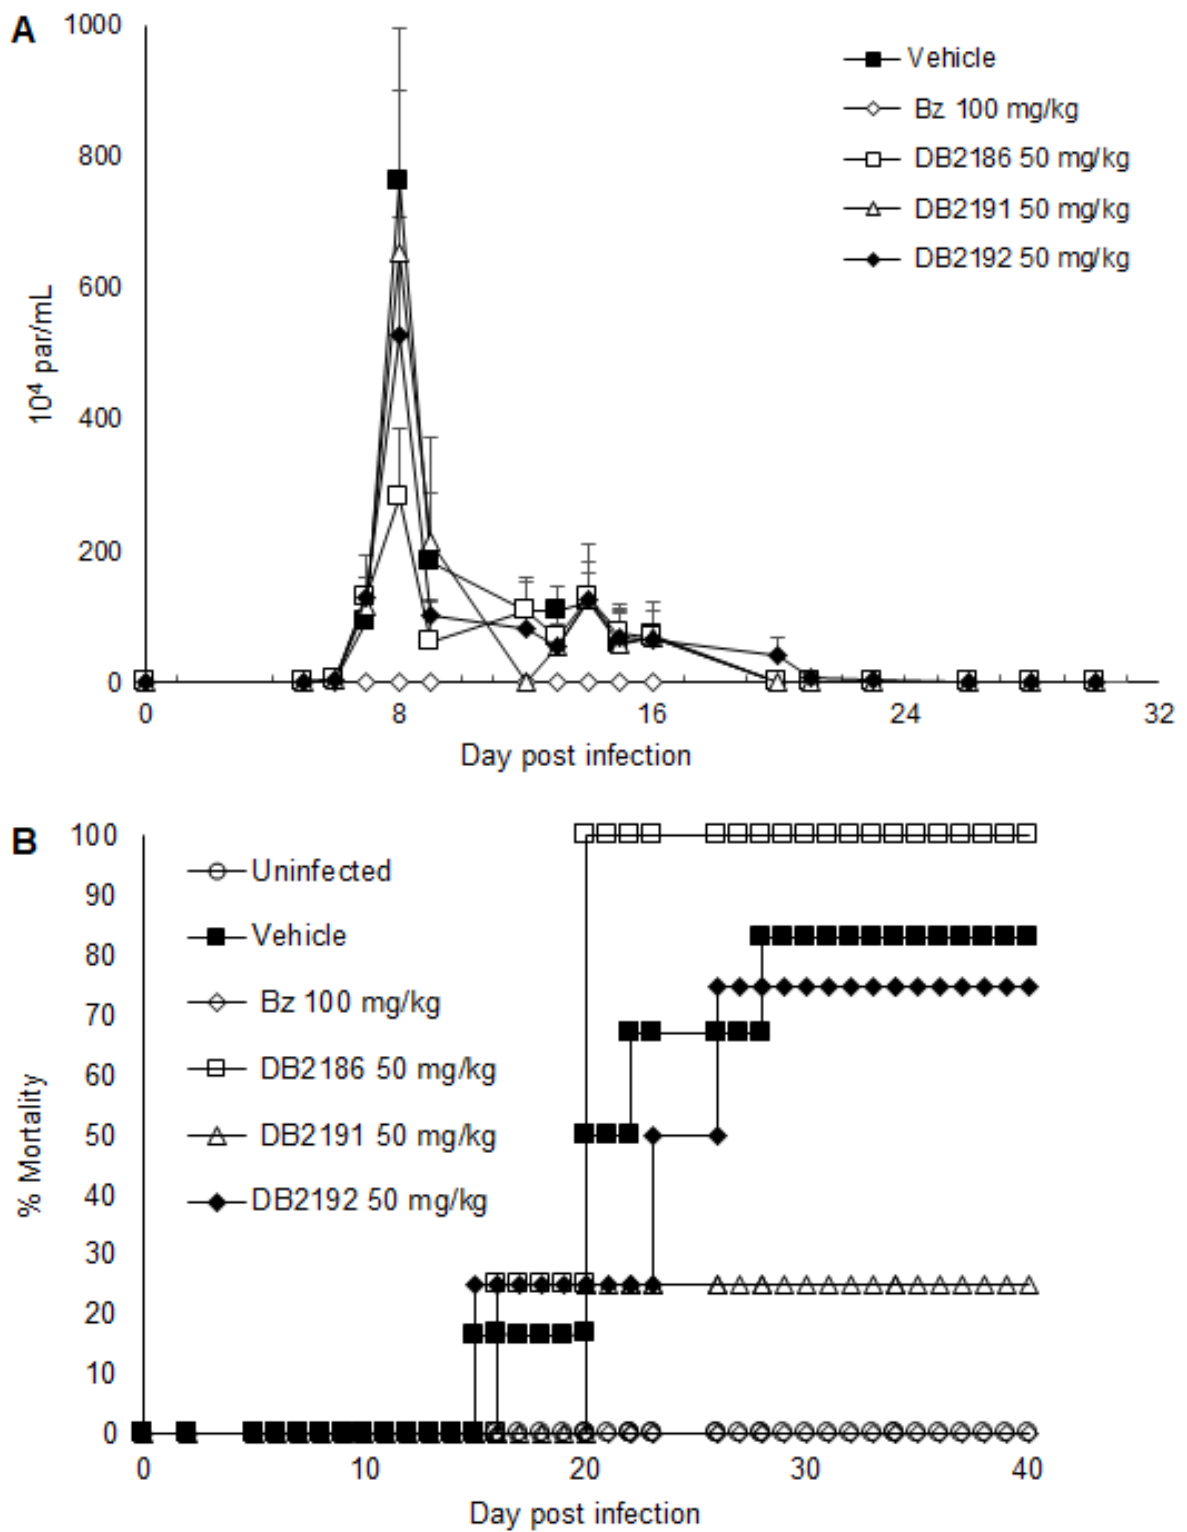 A
1000
800
600
400
200
0
10⁴ par/mL
Vehicle
Bz 100 mg/kg
DB2186 50 mg/kg
DB2191 50 mg/kg
DB2192 50 mg/kg
0 8 16 24 32
Day post infection
B
100
90
80
70
60
50
40
30
20
10
0
% Mortality
Uninfected
Vehicle
Bz 100 mg/kg
DB2186 50 mg/kg
DB2191 50 mg/kg
DB2192 50 mg/kg
0 10 20 30 40
Day post infection